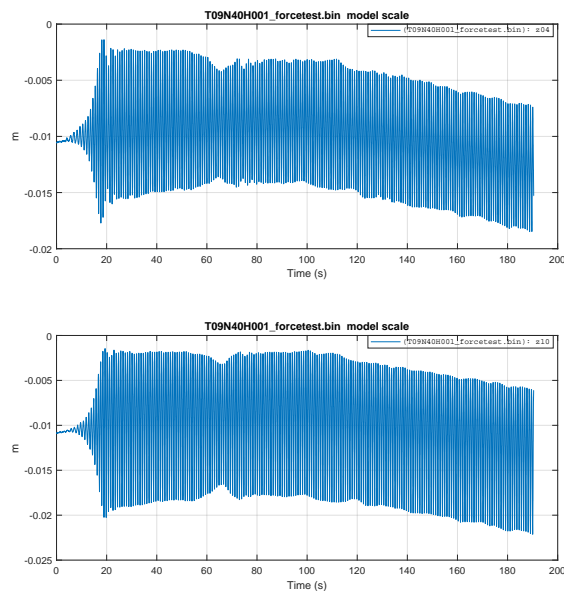 T09N40H001_forcetest.bin  model scale
(T09N40H001_forcetest.bin): z04
0
-0.005
-0.01
-0.015
-0.02
m
0 20 40 60 80 100 120 140 160 180 200
Time (s)
T09N40H001_forcetest.bin  model scale
(T09N40H001_forcetest.bin): z10
0
-0.005
-0.01
-0.015
-0.02
-0.025
m
0 20 40 60 80 100 120 140 160 180 200
Time (s)